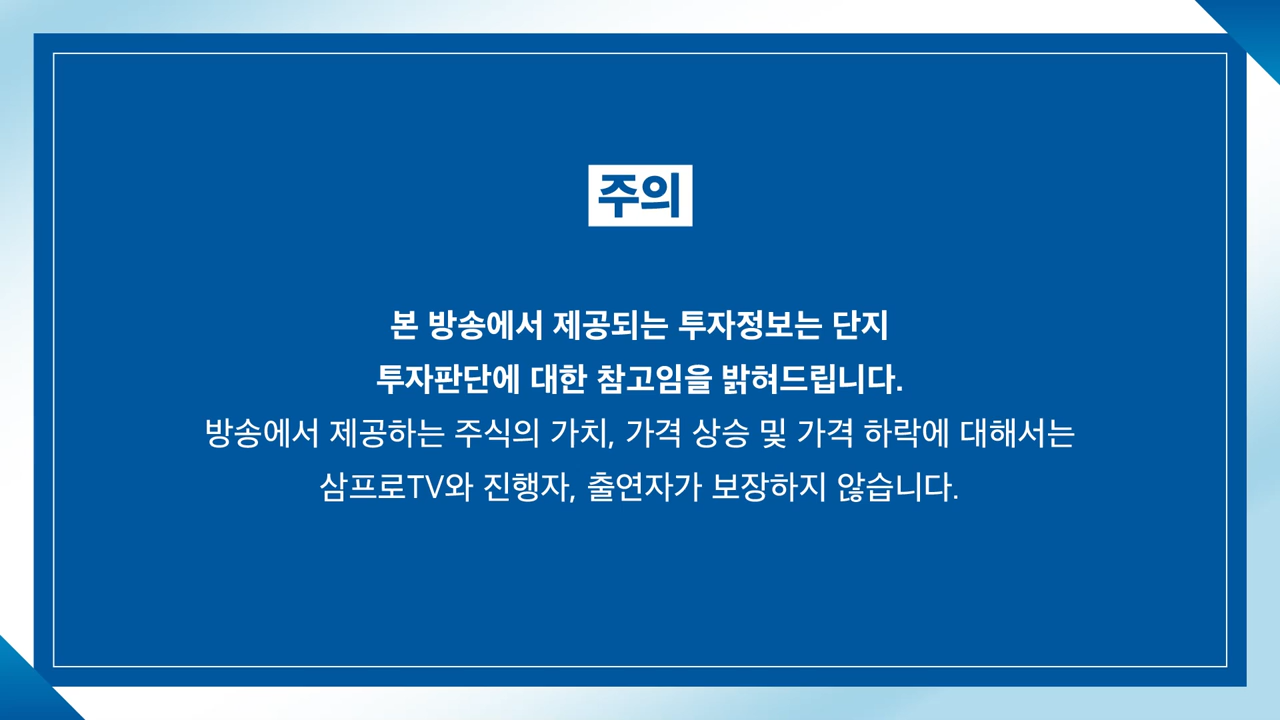 주의
본 방송에서 제공되는 투자정보는 단지
투자판단에 대한 참고임을 밝혀드립니다.
방송에서 제공하는 주식의 가치, 가격 상승 및 가격 하락에 대해서는
삼프로TV와 진행자, 출연자가 보장하지 않습니다.